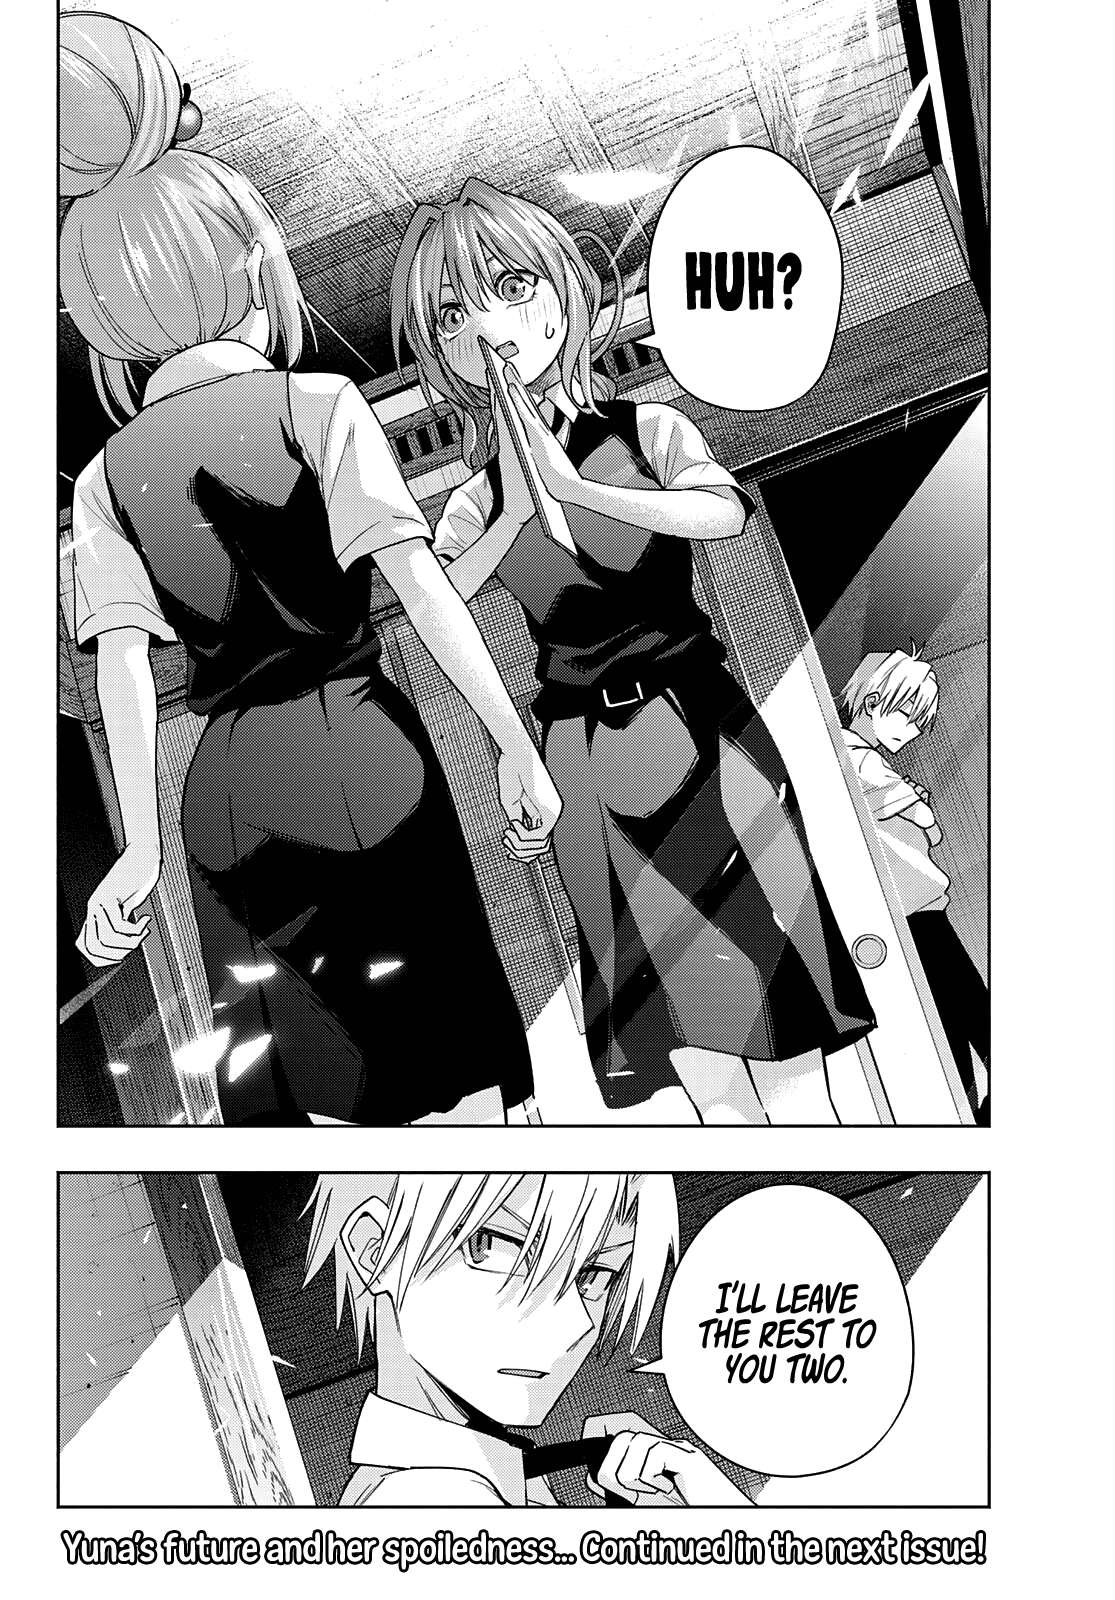 HUH?
I'LL LEAVE
THE REST TO
YOU TWO.
Yuna's future and her spoiledness... Continued in the next issue!